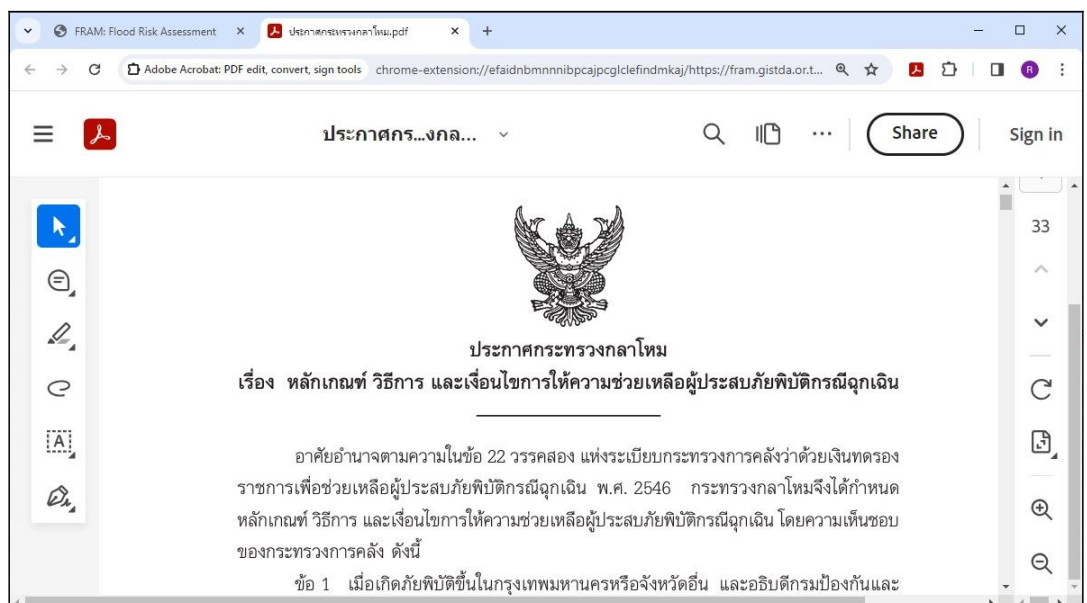 FRAM: Flood Risk Assessment
ประกาศกระทรวงกลาโหม.pdf
Adobe Acrobat: PDF edit, convert, sign tools chrome-extension://efaidnbmnnnibpcajpcglclefindmkaj/https://fram.gistda.or.t...
R
ประกาศกร...งกล...
Share
Sign in
33
ประกาศกระทรวงกลาโหม
เรื่อง หลักเกณฑ์ วิธีการ และเงื่อนไขการให้ความช่วยเหลือผู้ประสบภัยพิบัติกรณีฉุกเฉิน
อาศัยอำนาจตามความในข้อ 22 วรรคสอง แห่งระเบียบกระทรวงการคลังว่าด้วยเงินทดรอง
ราชการเพื่อช่วยเหลือผู้ประสบภัยพิบัติกรณีฉุกเฉิน พ.ศ. 2546 กระทรวงกลาโหมจึงได้กำหนด
หลักเกณฑ์ วิธีการ และเงื่อนไขการให้ความช่วยเหลือผู้ประสบภัยพิบัติกรณีฉุกเฉิน โดยความเห็นชอบ
ของกระทรวงการคลัง ดังนี้
ข้อ 1 เมื่อเกิดภัยพิบัติขึ้นในกรุงเทพมหานครหรือจังหวัดอื่น และอธิบดีกรมป้องกันและ